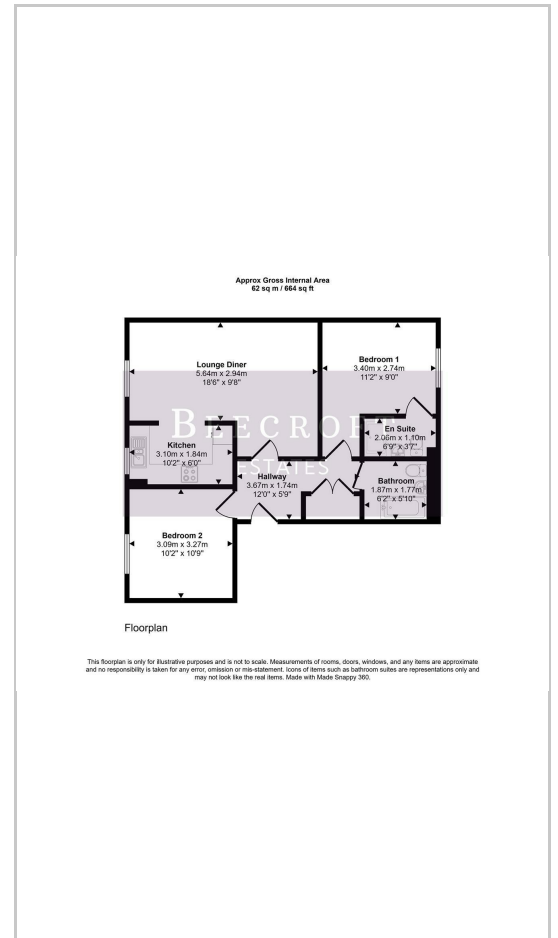 Approx Gross Internal Area
62 sq m / 664 sq ft
Lounge Diner
5.64m x 2.94m
18'6" x 9'8"
Bedroom 1
3.40m x 2.74m
11'2" x 9'0"
BEECROFT
ESTATES
Kitchen
3.10m x 1.84m
10'2" x 6'0"
En Suite
2.06m x 1.10m
6'9" x 3'7"
Hallway
3.67m x 1.74m
12'0" x 5'9"
Bathroom
1.87m x 1.77m
6'2" x 5'10"
Bedroom 2
3.09m x 3.27m
10'2" x 10'9"
Floorplan
This floorplan is only for illustrative purposes and is not to scale. Measurements of rooms, doors, windows, and any items are approximate
and no responsibility is taken for any error, omission or mis-statement. Icons of items such as bathroom suites are representations only and
may not look like the real items. Made with Made Snappy 360.